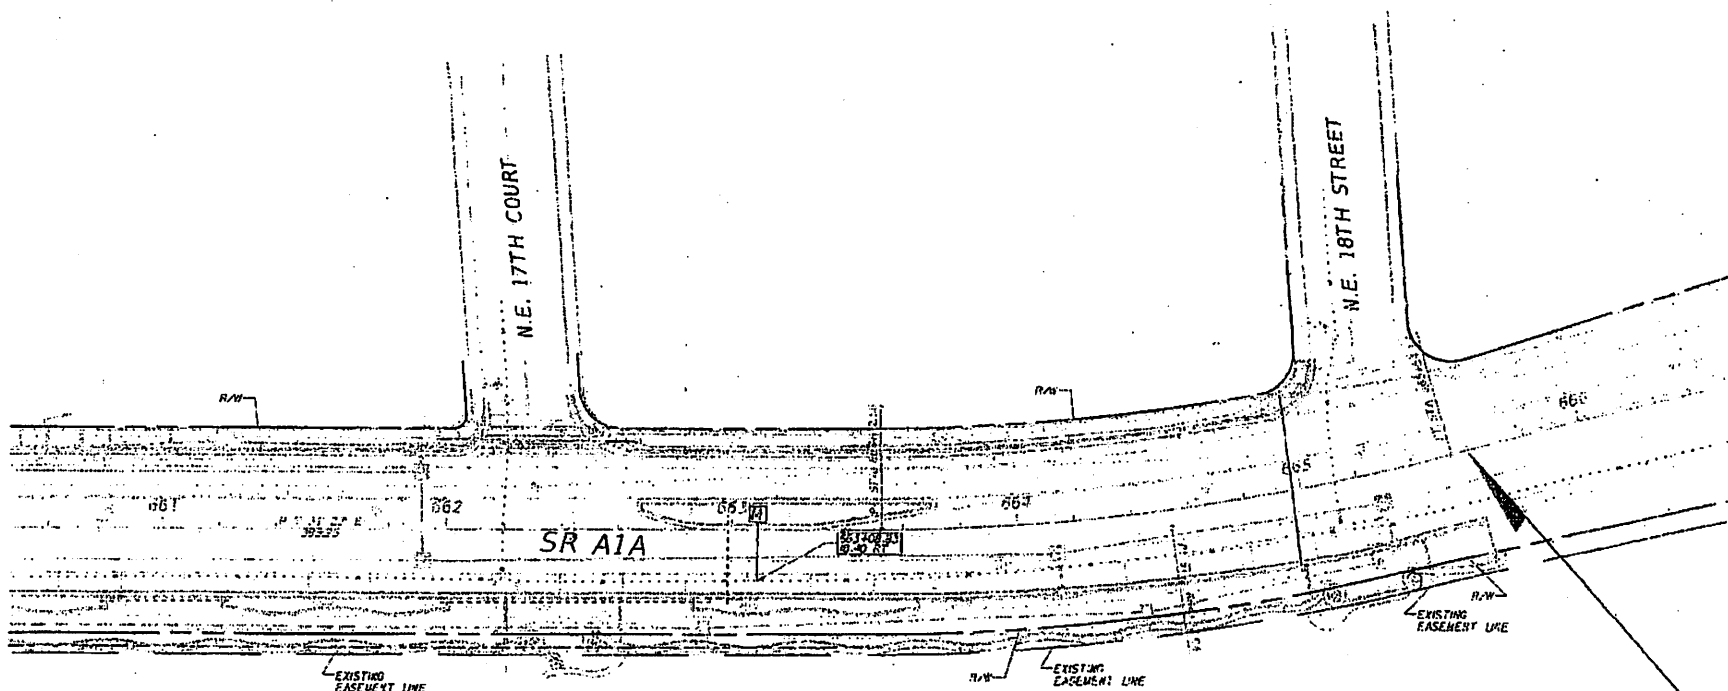 N.E. 17TH COURT
N.E. 18TH STREET
R/W
R/W
661
662
663
664
665
666
SR A1A
R/W
R/W
EXISTING
EASEMENT LINE
EXISTING
EASEMENT LINE
EXISTING
EASEMENT LINE